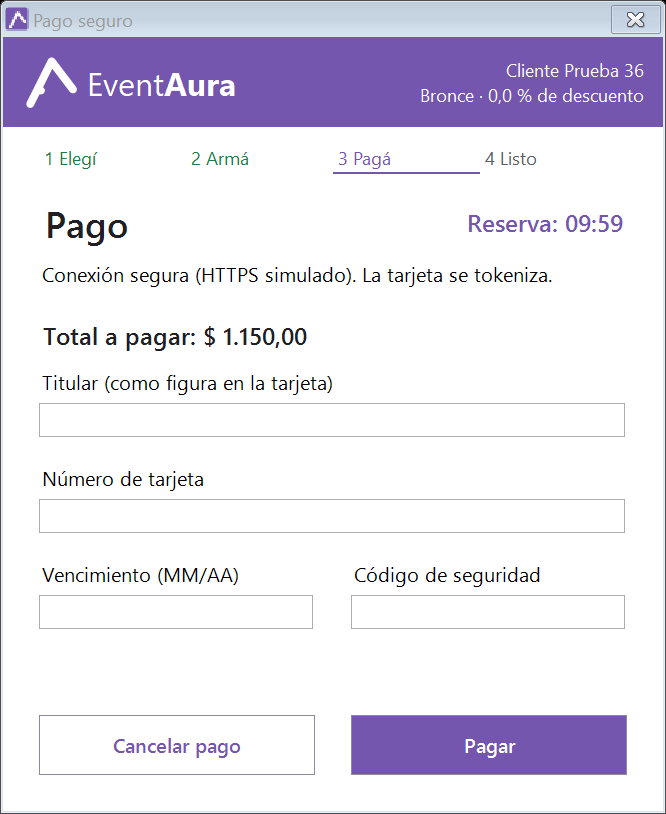 Pago seguro
EventAura
Cliente Prueba 36
Bronce · 0,0 % de descuento
1 Elegí 2 Armá 3 Pagá 4 Listo
Pago
Reserva: 09:59
Conexión segura (HTTPS simulado). La tarjeta se tokeniza.
Total a pagar: $ 1.150,00
Titular (como figura en la tarjeta)
Número de tarjeta
Vencimiento (MM/AA) Código de seguridad
Cancelar pago Pagar